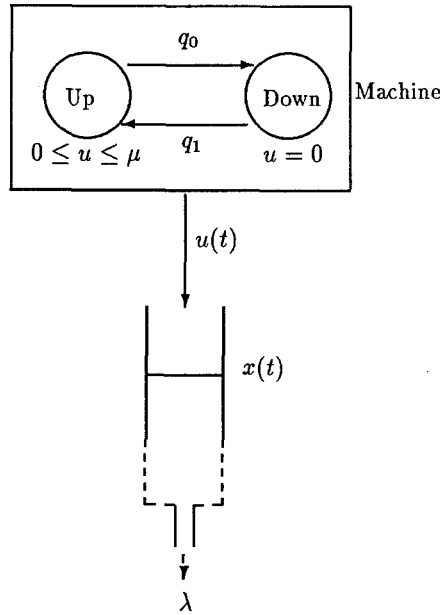 q₀
Up
Down
Machine
q₁
0 ≤ u ≤ μ
u = 0
u(t)
x(t)
λ